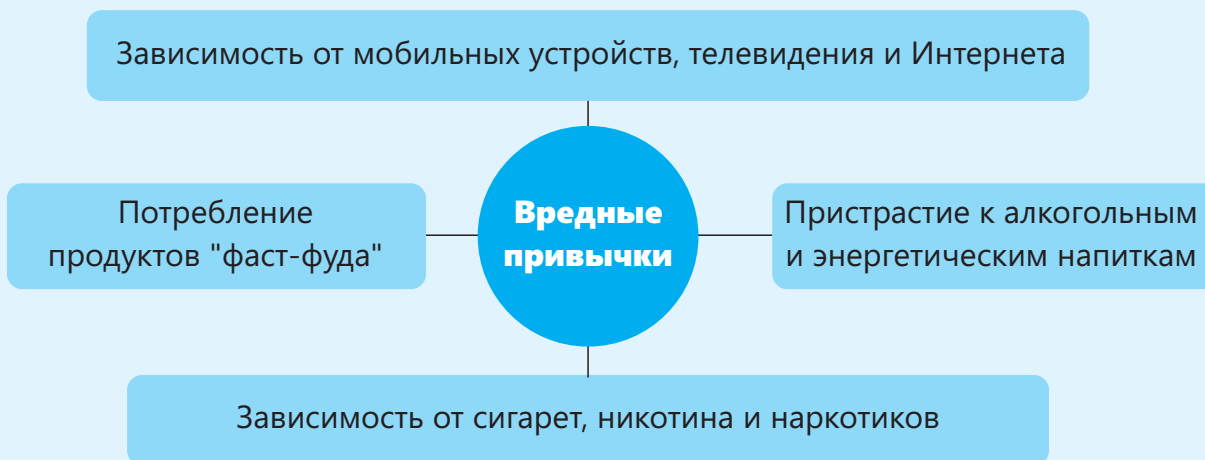 Зависимость от мобильных устройств, телевидения и Интернета
Потребление
продуктов "фаст-фуда"
Вредные
привычки
Пристрастие к алкогольным
и энергетическим напиткам
Зависимость от сигарет, никотина и наркотиков